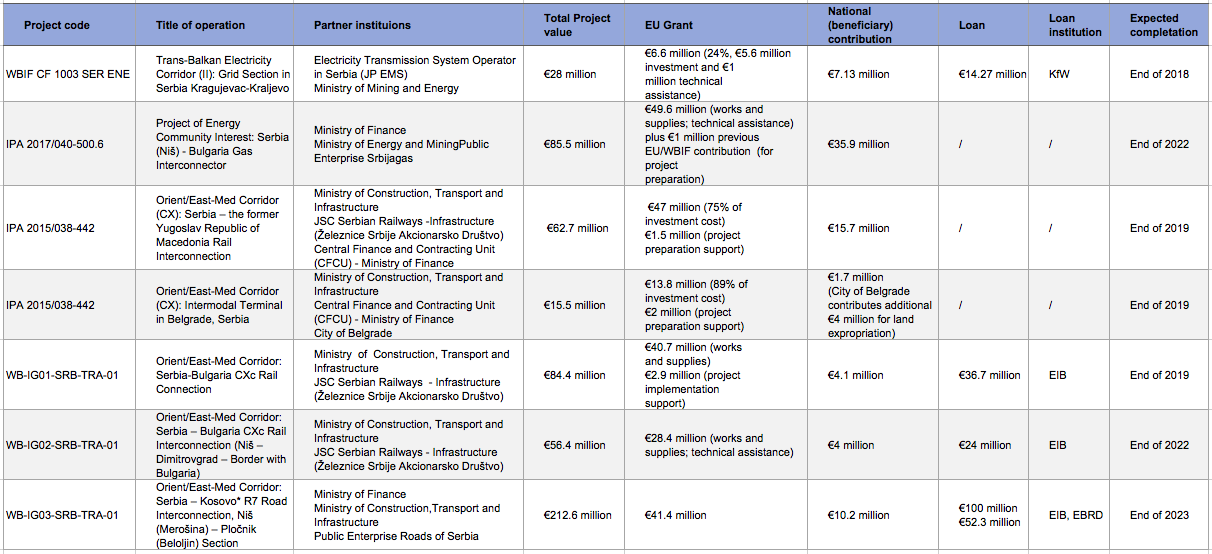 Project code
Title of operation
Partner instituions
Total Project
value
EU Grant
National
(beneficiary)
contribution
Loan
Loan
institution
Expected
completion
WBIF CF 1003 SER ENE
Trans-Balkan Electricity
Corridor (II): Grid Section in
Serbia Kragujevac-Kraljevo
Electricity Transmission System Operator
in Serbia (JP EMS)
Ministry of Mining and Energy
€28 million
€6.6 million (24%, €5.6 million
investment and €1
million technical
assistance)
€7.13 million
€14.27 million
KfW
End of 2018
IPA 2017/040-500.6
Project of Energy
Community Interest: Serbia
(Niš) - Bulgaria Gas
Interconnector
Ministry of Finance
Ministry of Energy and MiningPublic
Enterprise Srbijagas
€85.5 million
€49.6 million (works and
supplies; technical assistance)
plus €1 million previous
EU/WBIF contribution  (for
project
preparation)
€35.9 million
/
/
End of 2022
IPA 2015/038-442
Orient/East-Med Corridor
(CX): Serbia – the former
Yugoslav Republic of
Macedonia Rail
Interconnection
Ministry of Construction, Transport and
Infrastructure
JSC Serbian Railways -Infrastructure
(Železnice Srbije Akcionarsko Društvo)
Central Finance and Contracting Unit
(CFCU) - Ministry of Finance
€62.7 million
€47 million (75% of
investment cost)
€1.5 million (project
preparation support)
€15.7 million
/
/
End of 2019
IPA 2015/038-442
Orient/East-Med Corridor
(CX): Intermodal Terminal
in Belgrade, Serbia
Ministry of Construction, Transport and
Infrastructure
Central Finance and Contracting Unit
(CFCU) - Ministry of Finance
City of Belgrade
€15.5 million
€13.8 million (89% of
investment cost)
€2 million (project
preparation support)
€1.7 million
(City of Belgrade
contributes additional
€4 million for land
expropriation)
/
/
End of 2019
WB-IG01-SRB-TRA-01
Orient/East-Med Corridor:
Serbia-Bulgaria CXc Rail
Connection
Ministry  of  Construction, Transport and
Infrastructure
JSC Serbian Railways  - Infrastructure
(Železnice Srbije Akcionarsko Društvo)
€84.4 million
€40.7 million (works
and supplies)
€2.9 million (project
implementation
support)
€4.1 million
€36.7 million
EIB
End of 2019
WB-IG02-SRB-TRA-01
Orient/East-Med Corridor:
Serbia – Bulgaria CXc Rail
Interconnection (Niš –
Dimitrovgrad – Border with
Bulgaria)
Ministry of Construction, Transport and
Infrastructure
JSC Serbian Railways - Infrastructure
(Železnice Srbije Akcionarsko Društvo)
€56.4 million
€28.4 million (works and
supplies; technical assistance)
€4 million
€24 million
EIB
End of 2022
WB-IG03-SRB-TRA-01
Orient/East-Med Corridor:
Serbia – Kosovo* R7 Road
Interconnection, Niš
(Merošina) – Pločnik
(Beloljin) Section
Ministry of Finance
Ministry of Construction,Transport and
Infrastructure
Public Enterprise Roads of Serbia
€212.6 million
€41.4 million
€10.2 million
€100 million
€52.3 million
EIB, EBRD
End of 2023